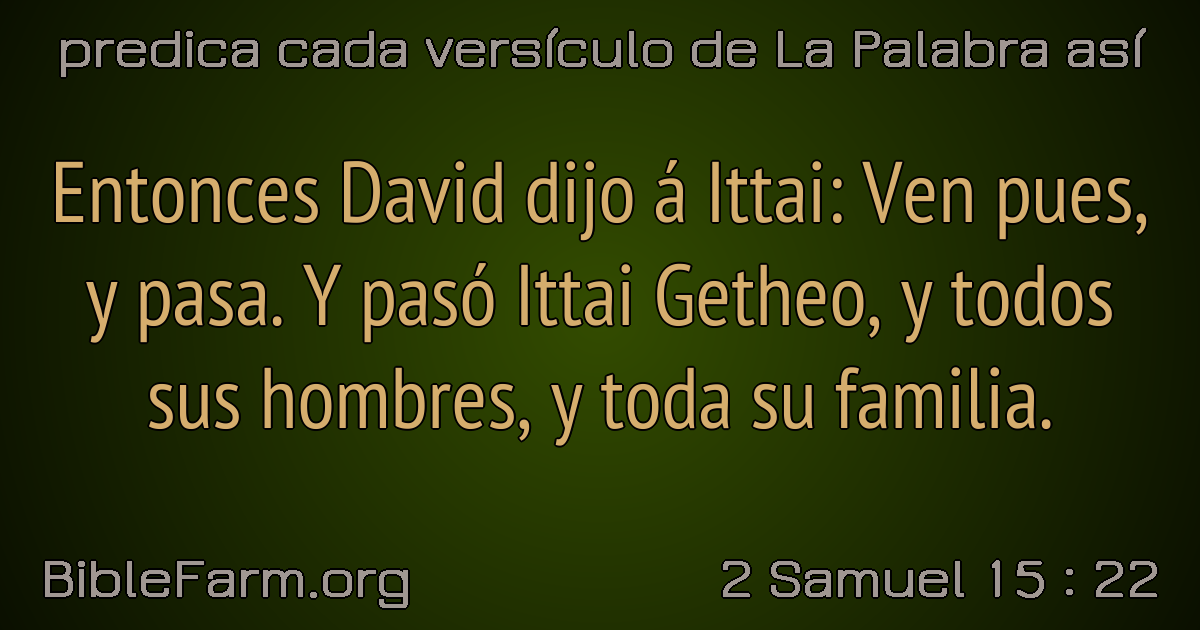 predica cada versículo de La Palabra así
Entonces David dijo á Ittai: Ven pues,
y pasa. Y pasó Ittai Getheo, y todos
sus hombres, y toda su familia.
BibleFarm.org
2 Samuel 15 : 22